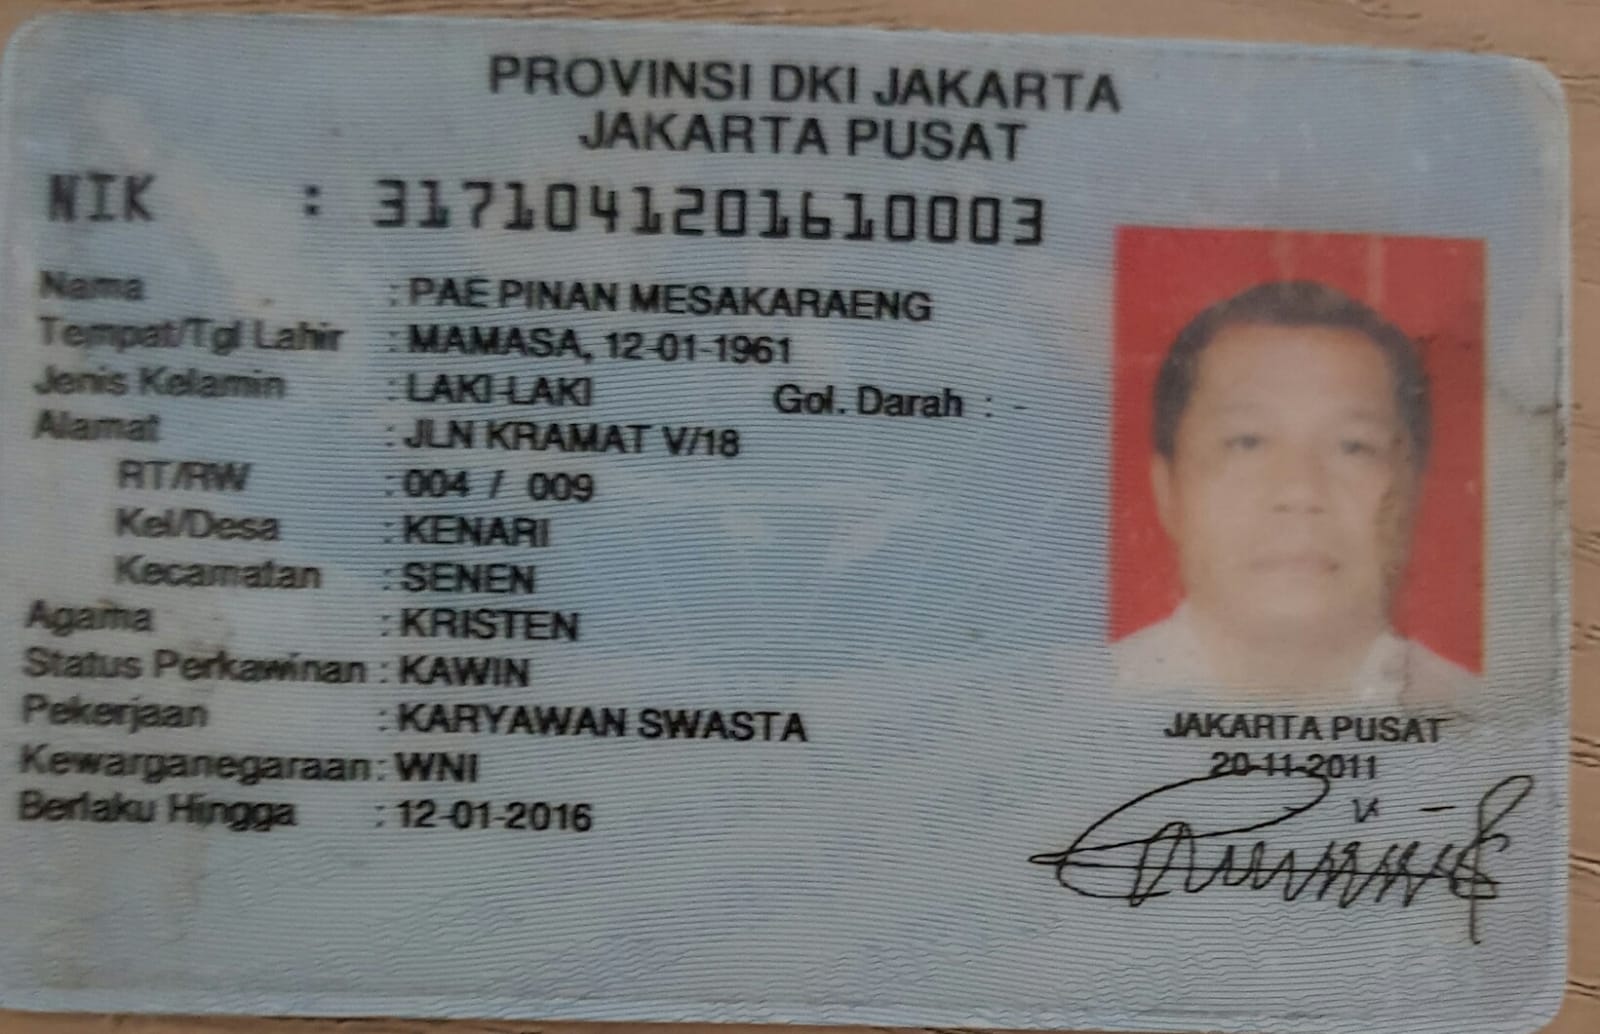 PROVINSI DKI JAKARTA
JAKARTA PUSAT
NIK : 3171041201610003
Nama : PAE PINAN MESAKARAENG
Tempat/Tgl Lahir : MAMASA, 12-01-1961
Jenis Kelamin : LAKI-LAKI Gol. Darah : -
Alamat : JLN KRAMAT V/18
RT/RW : 004 / 009
Kel/Desa : KENARI
Kecamatan : SENEN
Agama : KRISTEN
Status Perkawinan : KAWIN
Pekerjaan : KARYAWAN SWASTA
Kewarganegaraan : WNI
Berlaku Hingga : 12-01-2016
JAKARTA PUSAT
20-11-2011